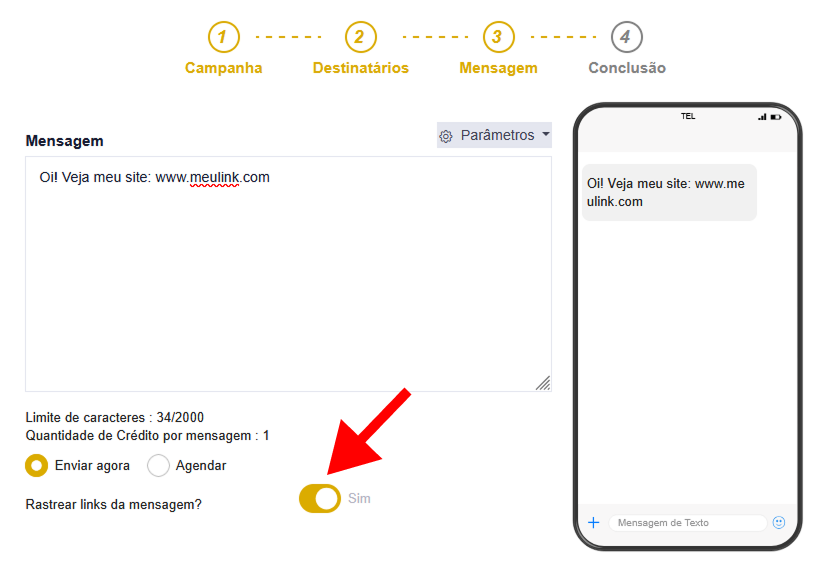 1 2 3 4
Campanha Destinatários Mensagem Conclusão
Mensagem
Parâmetros
Oi! Veja meu site: www.meulink.com
Limite de caracteres : 34/2000
Quantidade de Crédito por mensagem : 1
Enviar agora Agendar
Rastrear links da mensagem? Sim
TEL
Oi! Veja meu site: www.me
ulink.com
Mensagem de Texto